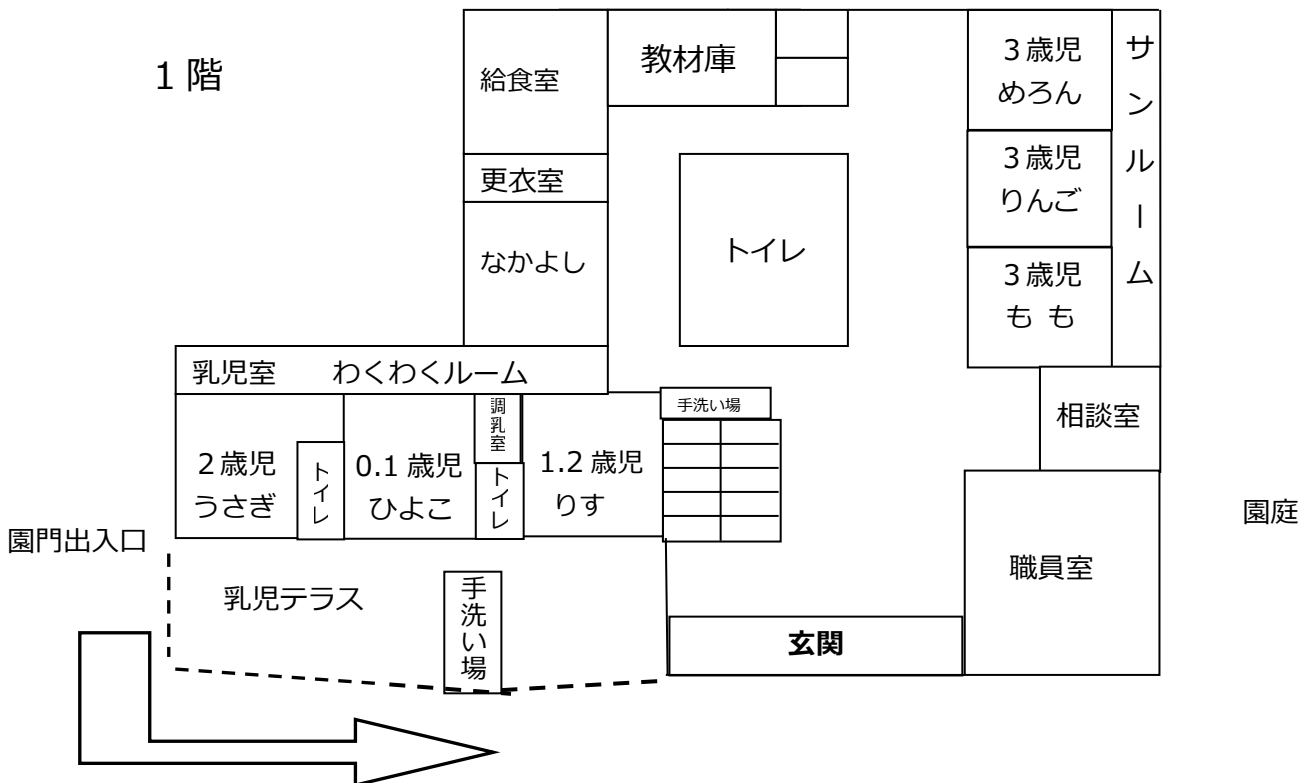 1 階
給食室
教材庫
3 歳児
めろん
サンルーム
更衣室
3 歳児
りんご
なかよし
トイレ
3 歳児
も も
乳児室 わくわくルーム
手洗い場
相談室
2 歳児
うさぎ
トイレ
0.1 歳児
ひよこ
調乳室
トイレ
1.2 歳児
りす
園門出入口
職員室
園庭
乳児テラス
手洗い場
玄関